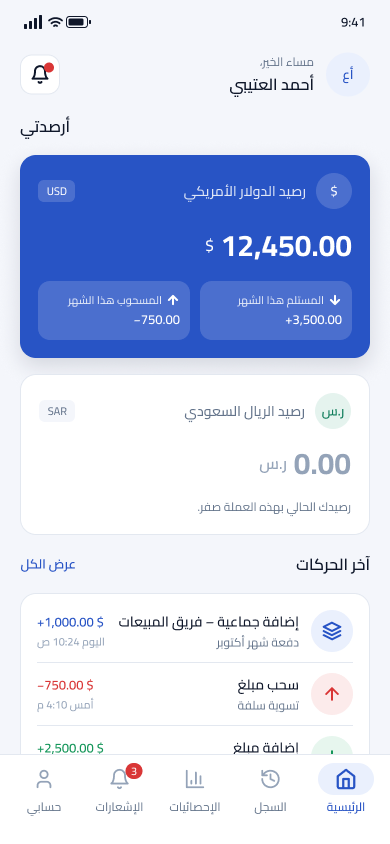 9:41
أع
مساء الخير،
أحمد العتيبي
أرصدتي
$
رصيد الدولار الأمريكي
USD
12,450.00 $
المستلم هذا الشهر
+3,500.00
المسحوب هذا الشهر
−750.00
ر.س
رصيد الريال السعودي
SAR
0.00 ر.س
رصيدك الحالي بهذه العملة صفر.
آخر الحركات
عرض الكل
إضافة جماعية – فريق المبيعات
+1,000.00 $
دفعة شهر أكتوبر
اليوم 10:24 ص
سحب مبلغ
−750.00 $
تسوية سلفة
أمس 4:10 م
إضافة مبلغ
+2,500.00 $
الرئيسية
السجل
الإحصائيات
3
الإشعارات
حسابي